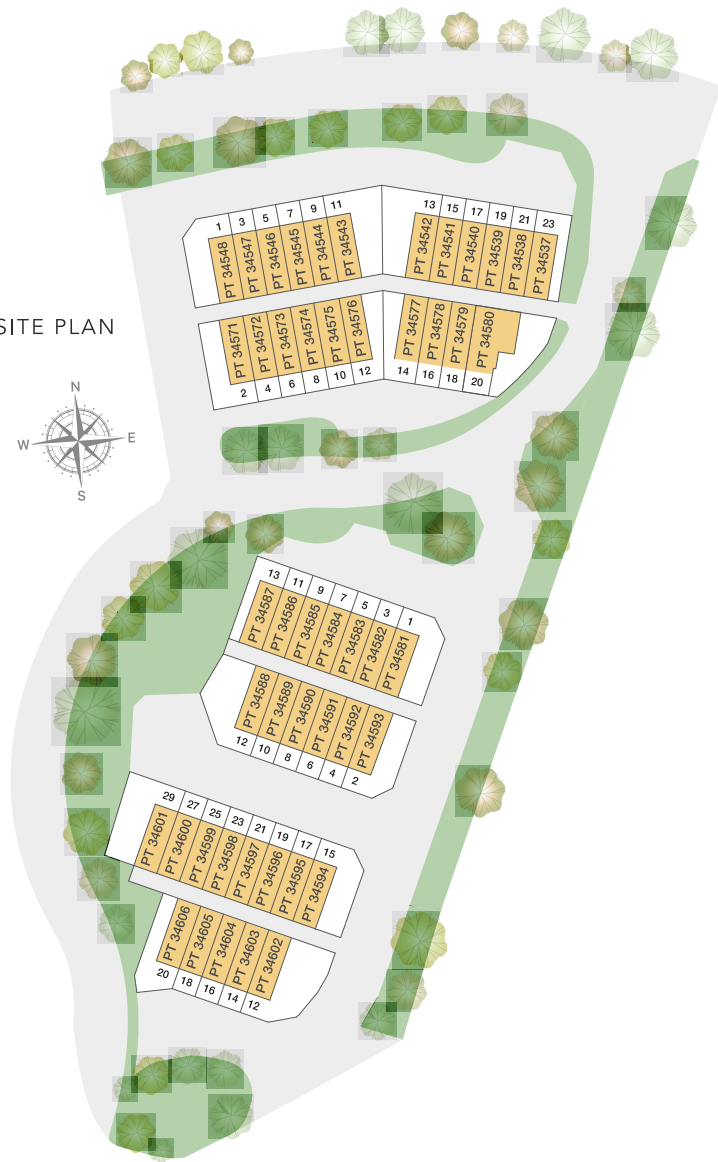 1 3 5 7 9 11
PT 34548 PT 34547 PT 34546 PT 34545 PT 34544 PT 34543
13 15 17 19 21 23
PT 34542 PT 34541 PT 34540 PT 34539 PT 34538 PT 34537
SITE PLAN
PT 34571 PT 34572 PT 34573 PT 34574 PT 34575 PT 34576
2 4 6 8 10 12
PT 34577 PT 34578 PT 34579 PT 34580
14 16 18 20
N
W E
S
13 11 9 7 5 3 1
PT 34587 PT 34586 PT 34585 PT 34584 PT 34583 PT 34582 PT 34581
PT 34588 PT 34589 PT 34590 PT 34591 PT 34592 PT 34593
12 10 8 6 4 2
29 27 25 23 21 19 17 15
PT 34601 PT 34600 PT 34599 PT 34598 PT 34597 PT 34596 PT 34595 PT 34594
PT 34606 PT 34605 PT 34604 PT 34603 PT 34602
20 18 16 14 12